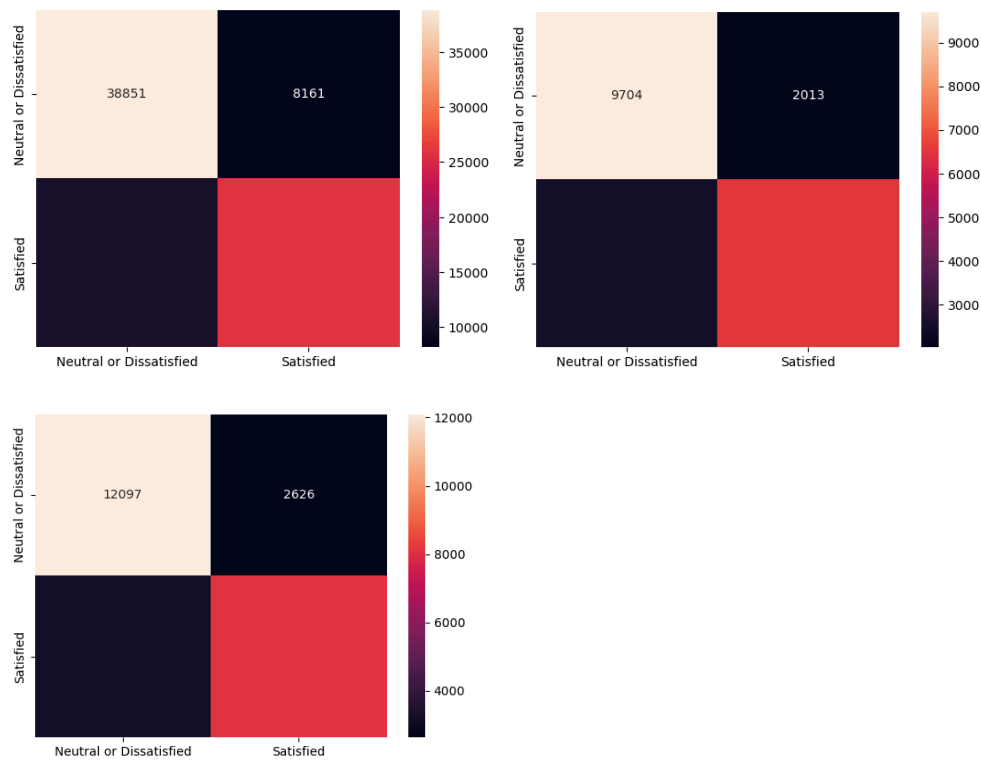 Neutral or Dissatisfied
Satisfied
38851 8161
Neutral or Dissatisfied Satisfied
35000
30000
25000
20000
15000
10000
Neutral or Dissatisfied
Satisfied
9704 2013
Neutral or Dissatisfied Satisfied
9000
8000
7000
6000
5000
4000
3000
Neutral or Dissatisfied
Satisfied
12097 2626
Neutral or Dissatisfied Satisfied
12000
10000
8000
6000
4000